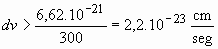 dv > 6,62.10⁻²¹ / 300 = 2,2.10⁻²³ cm / seg